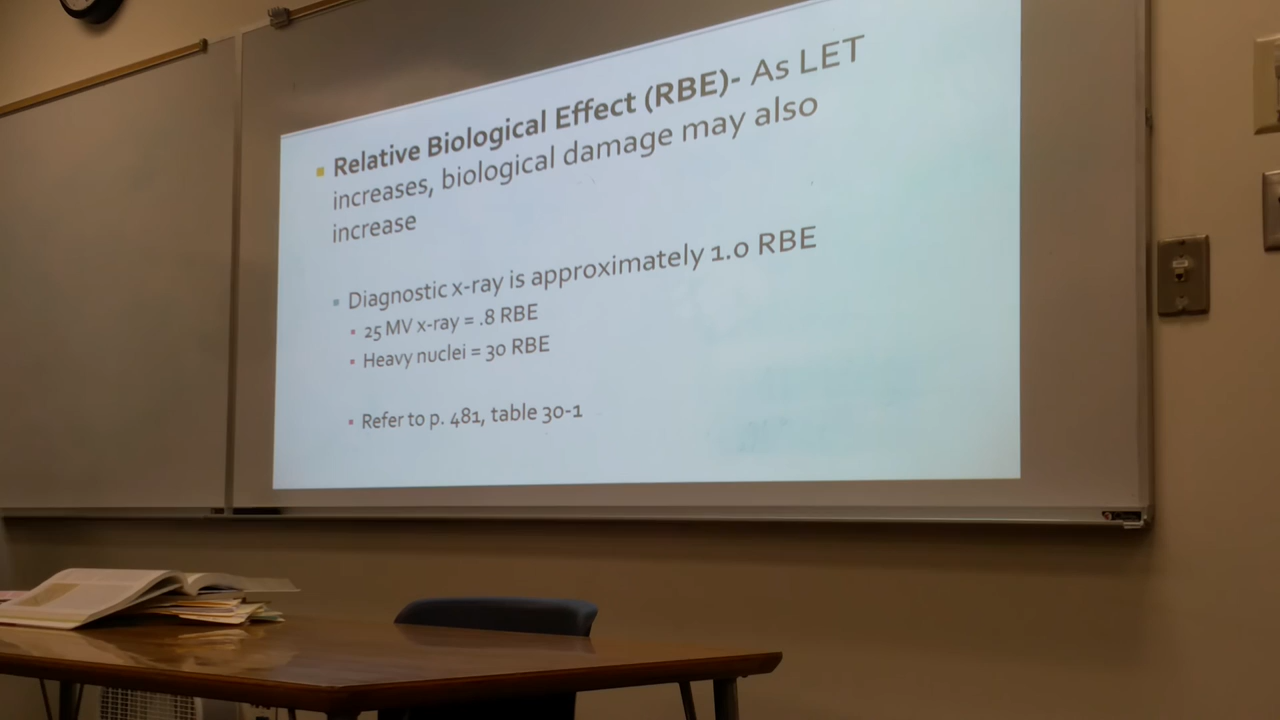 Relative Biological Effect (RBE)- As LET
increases, biological damage may also
increase
Diagnostic x-ray is approximately 1.0 RBE
25 MV x-ray = .8 RBE
Heavy nuclei = 30 RBE
Refer to p. 481, table 30-1